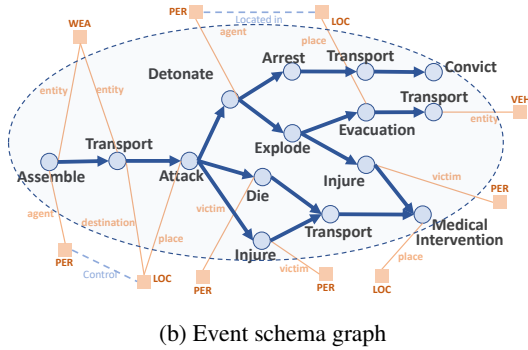 PER
Located in
LOC
WEA
agent
place
Arrest
Transport
Convict
Detonate
entity
entity
Transport
VEH
Explode
Evacuation
entity
Transport
Assemble
Attack
Injure
Die
victim
agent
destination
place
victim
PER
Transport
Medical
Intervention
Injure
PER
Control
LOC
victim
place
PER
PER
LOC
(b) Event schema graph